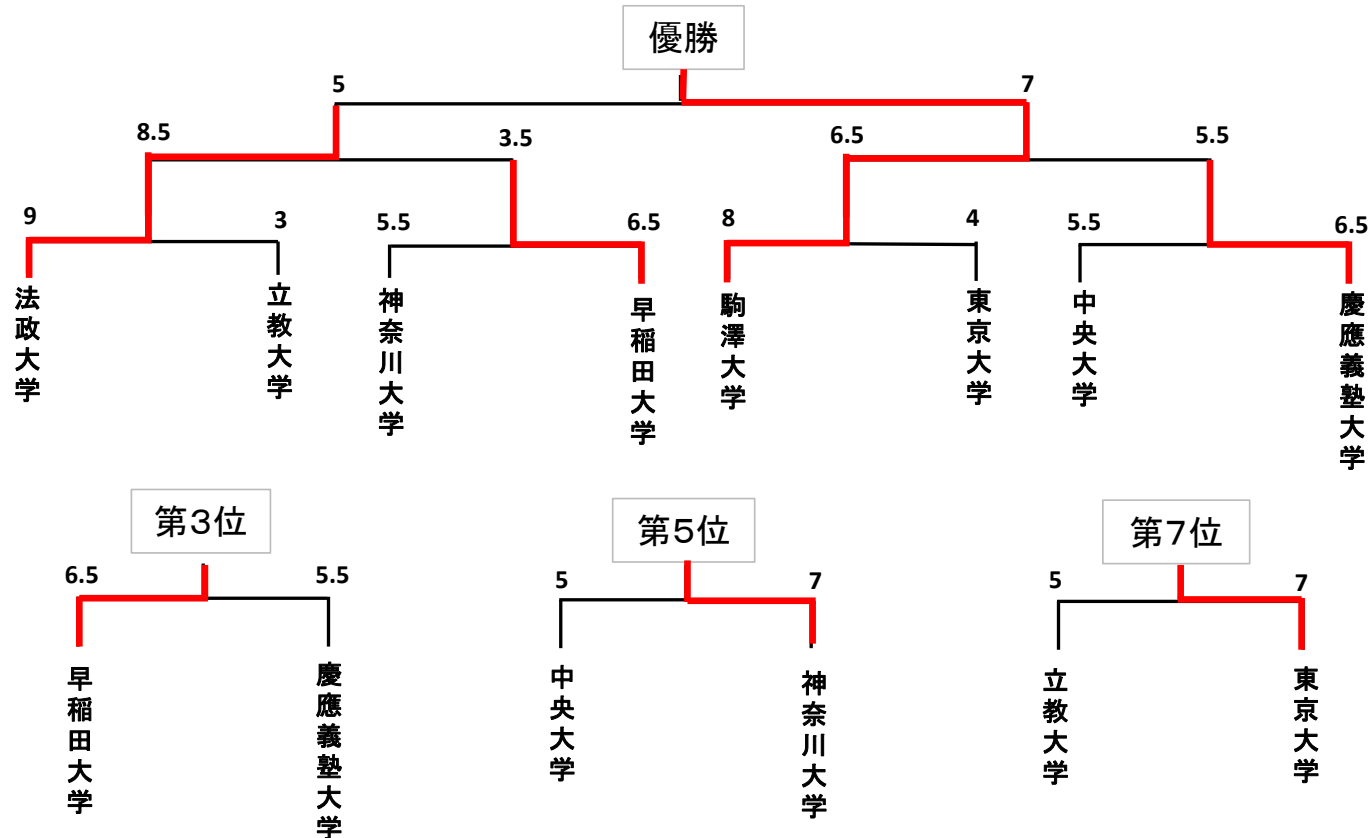 優勝
5
7
8.5
3.5
6.5
5.5
9
3
5.5
6.5
8
4
5.5
6.5
法政大学
立教大学
神奈川大学
早稲田大学
駒澤大学
東京大学
中央大学
慶應義塾大学
第3位
第5位
第7位
6.5
5.5
5
7
5
7
早稲田大学
慶應義塾大学
中央大学
神奈川大学
立教大学
東京大学